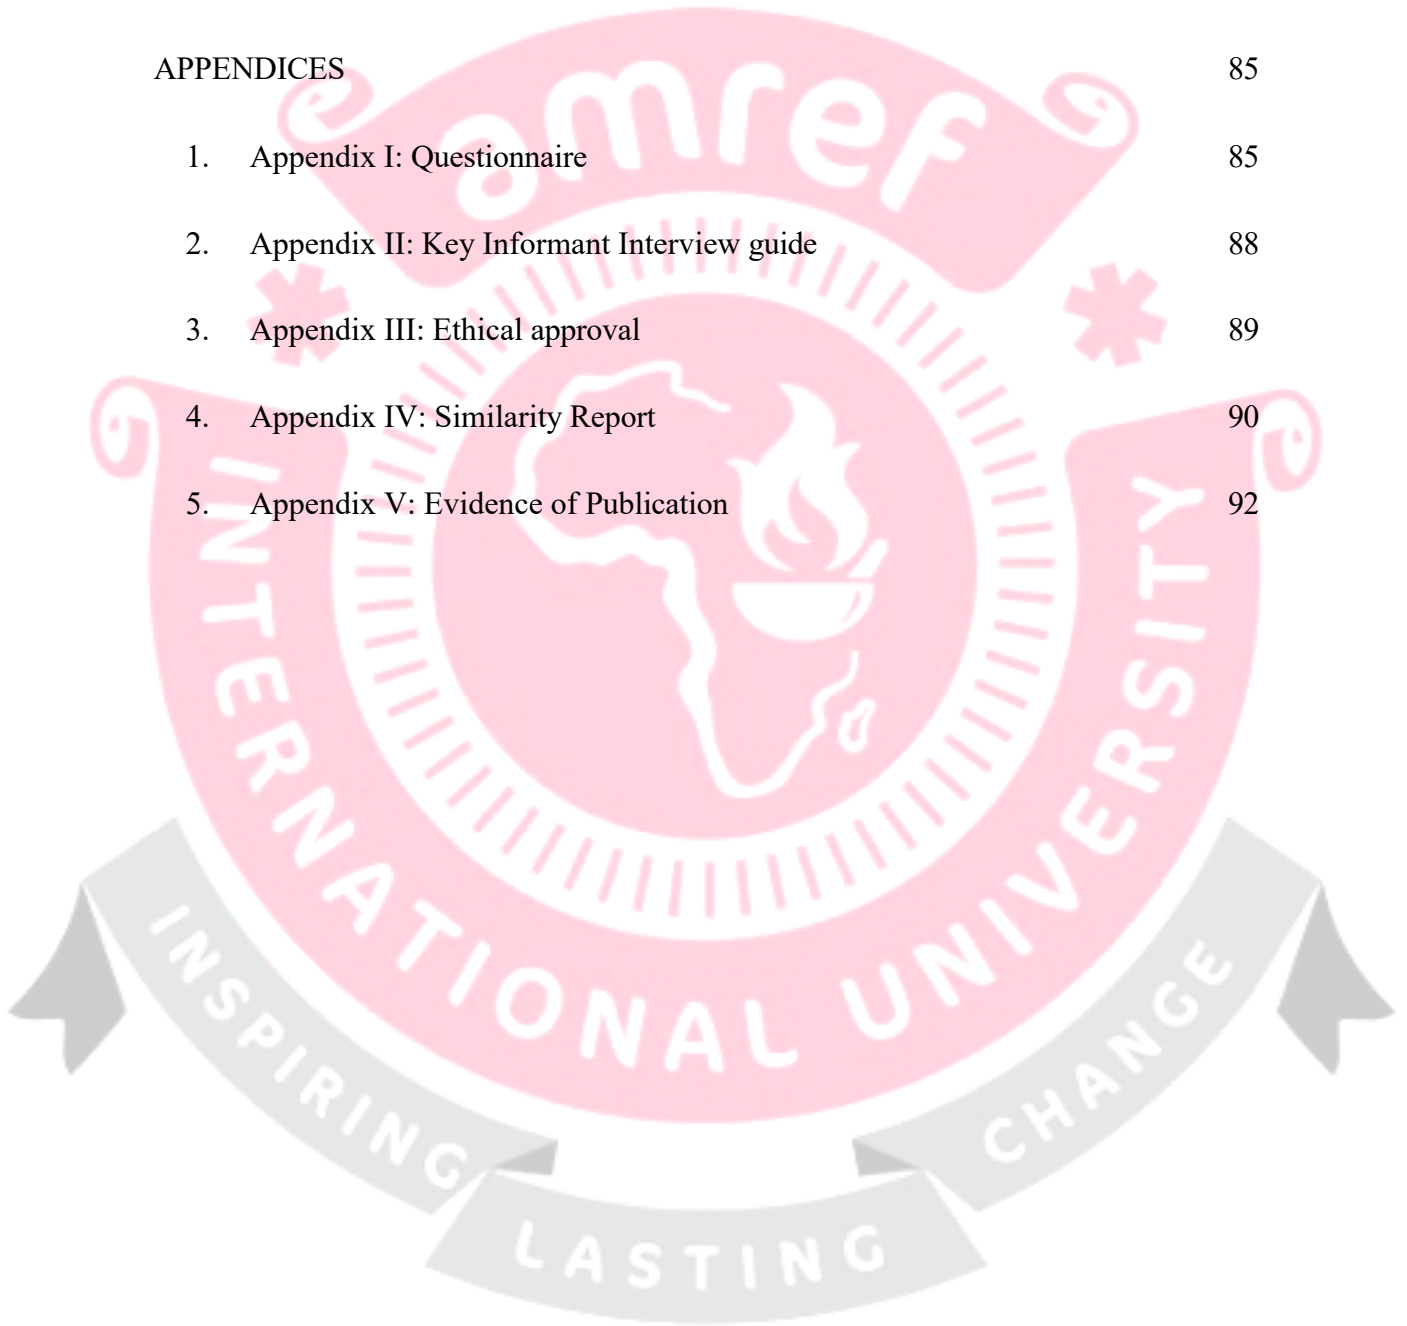 APPENDICES 85
1. Appendix I: Questionnaire 85
2. Appendix II: Key Informant Interview guide 88
3. Appendix III: Ethical approval 89
4. Appendix IV: Similarity Report 90
5. Appendix V: Evidence of Publication 92
amref
INTERNATIONAL UNIVERSITY
INSPIRING
LASTING
CHANGE